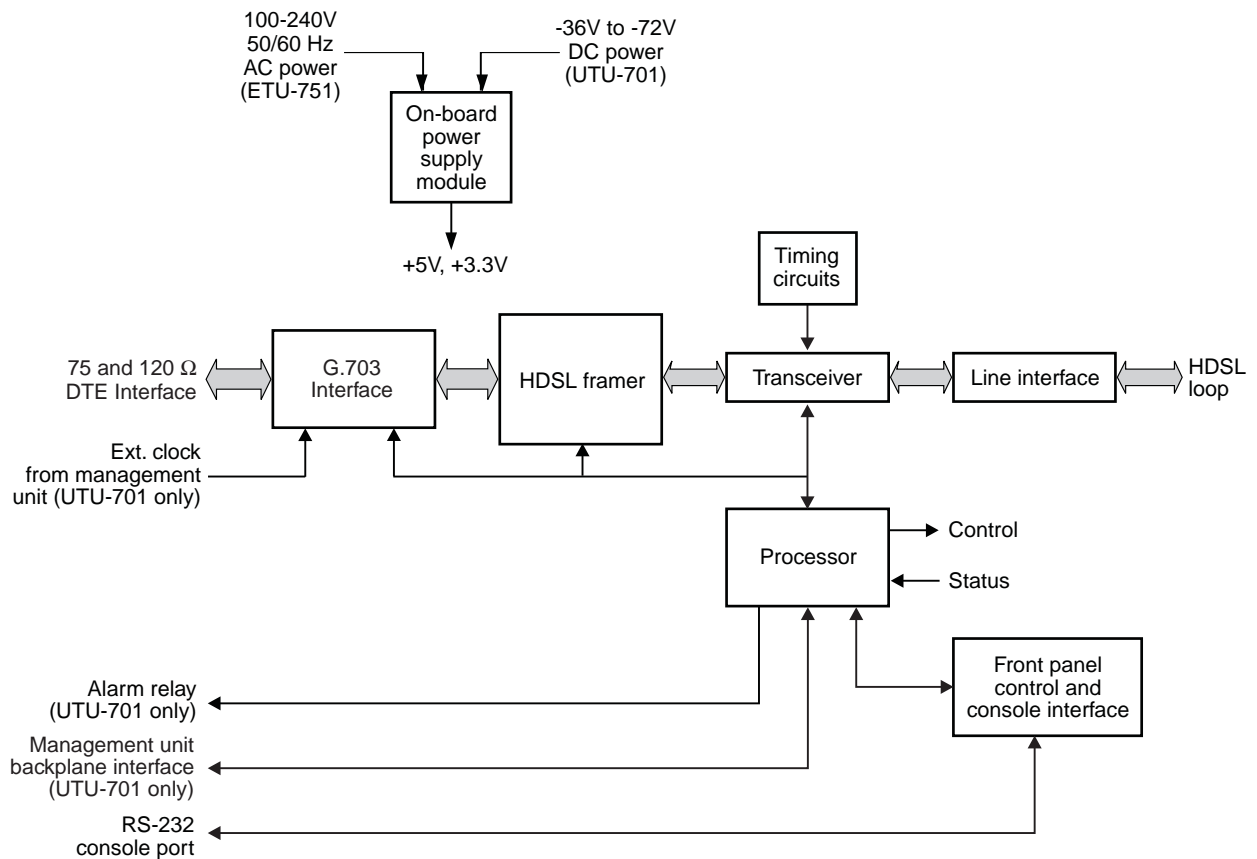 100-240V
50/60 Hz
AC power
(ETU-751)
-36V to -72V
DC power
(UTU-701)
On-board
power
supply
module
+5V, +3.3V
Timing
circuits
75 and 120 Ω
DTE Interface
G.703
Interface
HDSL framer
Transceiver
Line interface
HDSL
loop
Ext. clock
from management
unit (UTU-701 only)
Processor
Control
Status
Front panel
control and
console interface
Alarm relay
(UTU-701 only)
Management unit
backplane interface
(UTU-701 only)
RS-232
console port